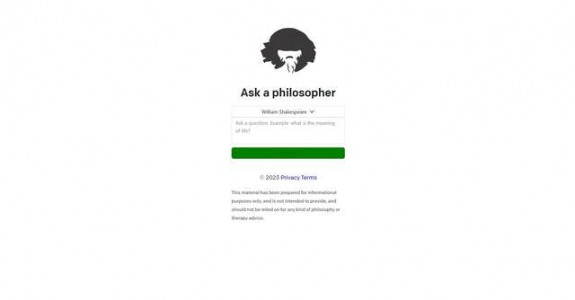 Ask a philosopher
William Shakespeare
Ask a question. Example: what is the meaning
of life?
© 2023 Privacy Terms
This material has been prepared for informational
purposes only, and is not intended to provide, and
should not be relied on for any kind of philosophy or
therapy advice.